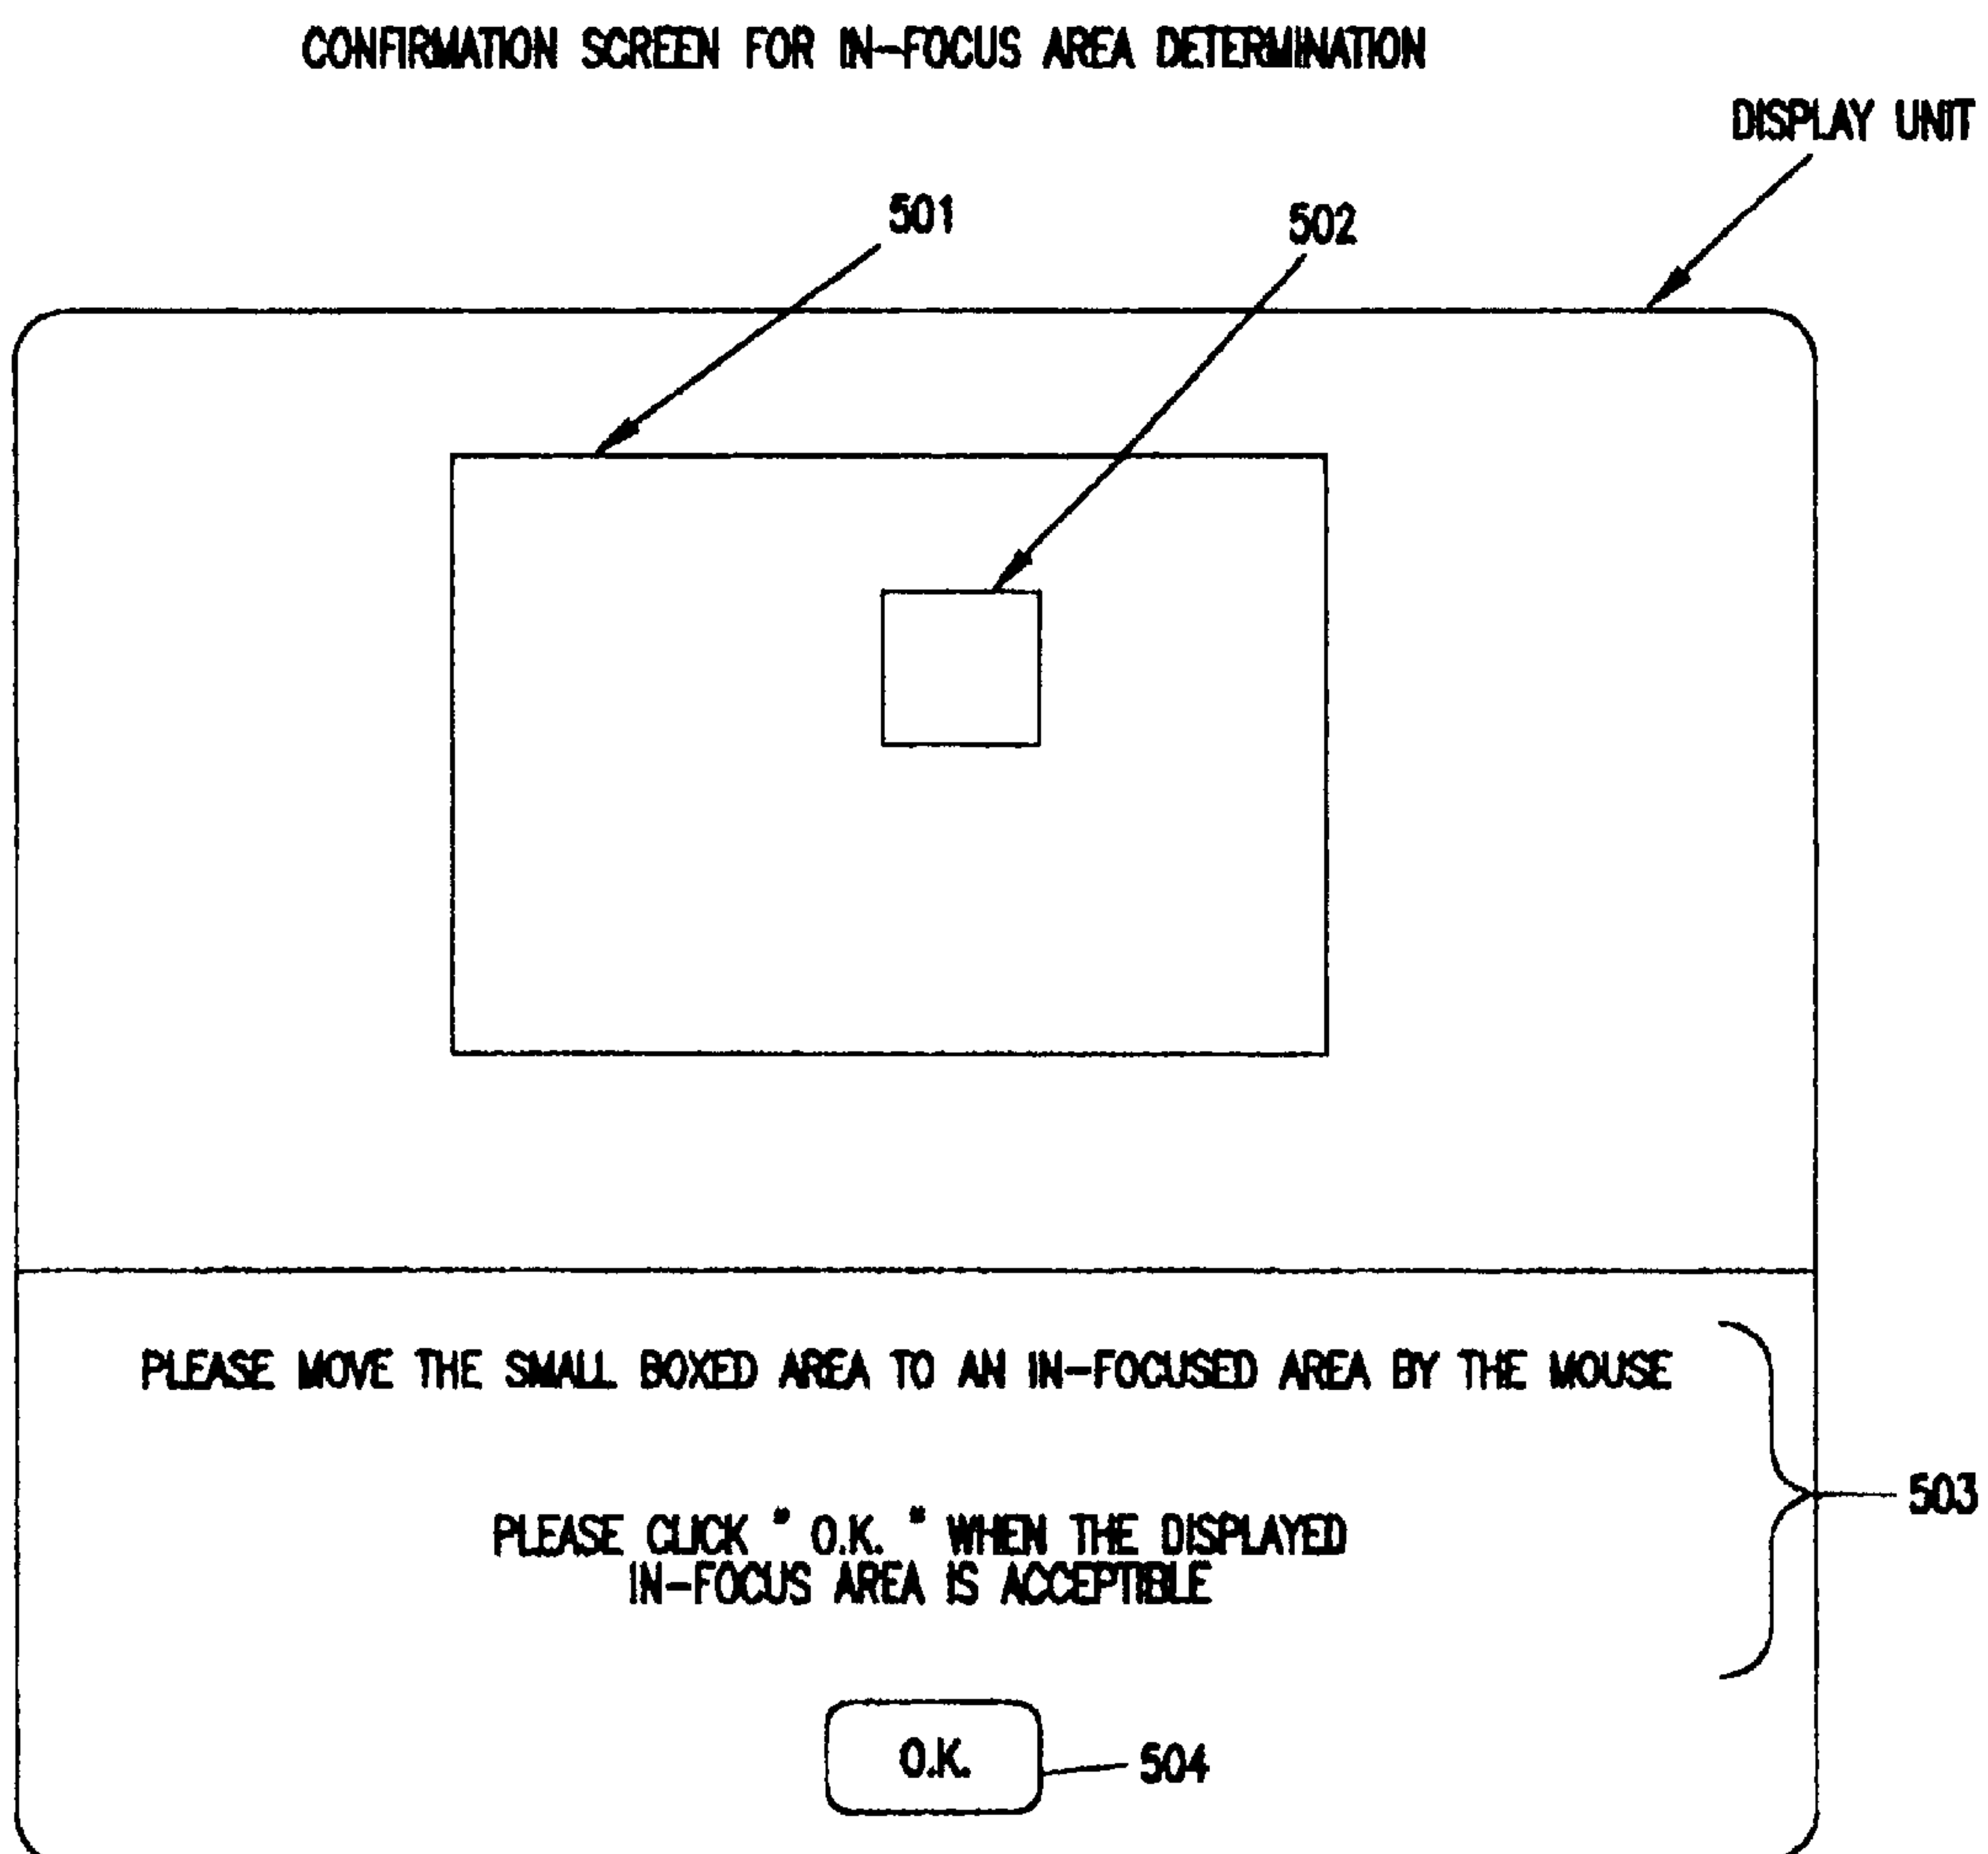 CONFIRMATION SCREEN FOR IN-FOCUS AREA DETERMINATION
DISPLAY UNIT
501
502
PLEASE MOVE THE SMALL BOXED AREA TO AN IN-FOCUSED AREA BY THE MOUSE
503
PLEASE CLICK " O.K. " WHEN THE DISPLAYED
IN-FOCUS AREA IS ACCEPTIBLE
O.K.
504